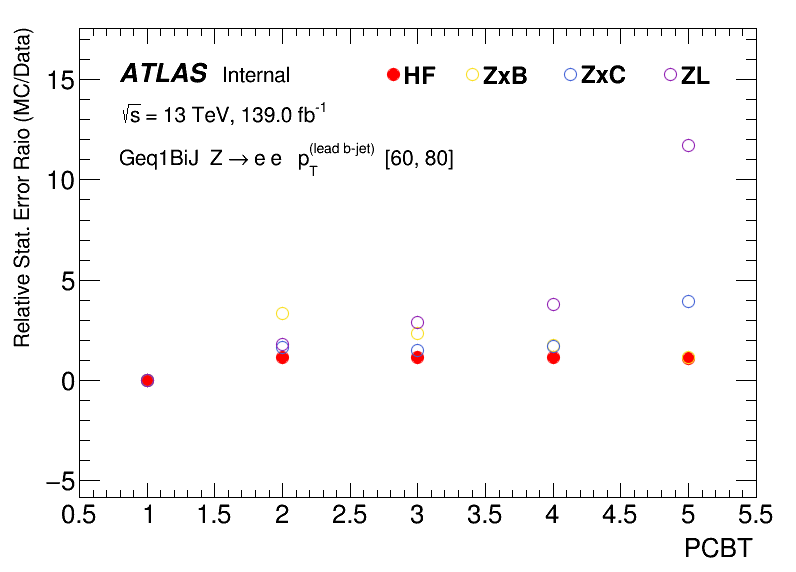 Relative Stat. Error Raio (MC/Data)
15
10
5
0
−5
ATLAS Internal
HF ZxB ZxC ZL
√s = 13 TeV, 139.0 fb⁻¹
Geq1BiJ Z → e e p_T^(lead b-jet) [60, 80]
0.5 1 1.5 2 2.5 3 3.5 4 4.5 5 5.5
PCBT